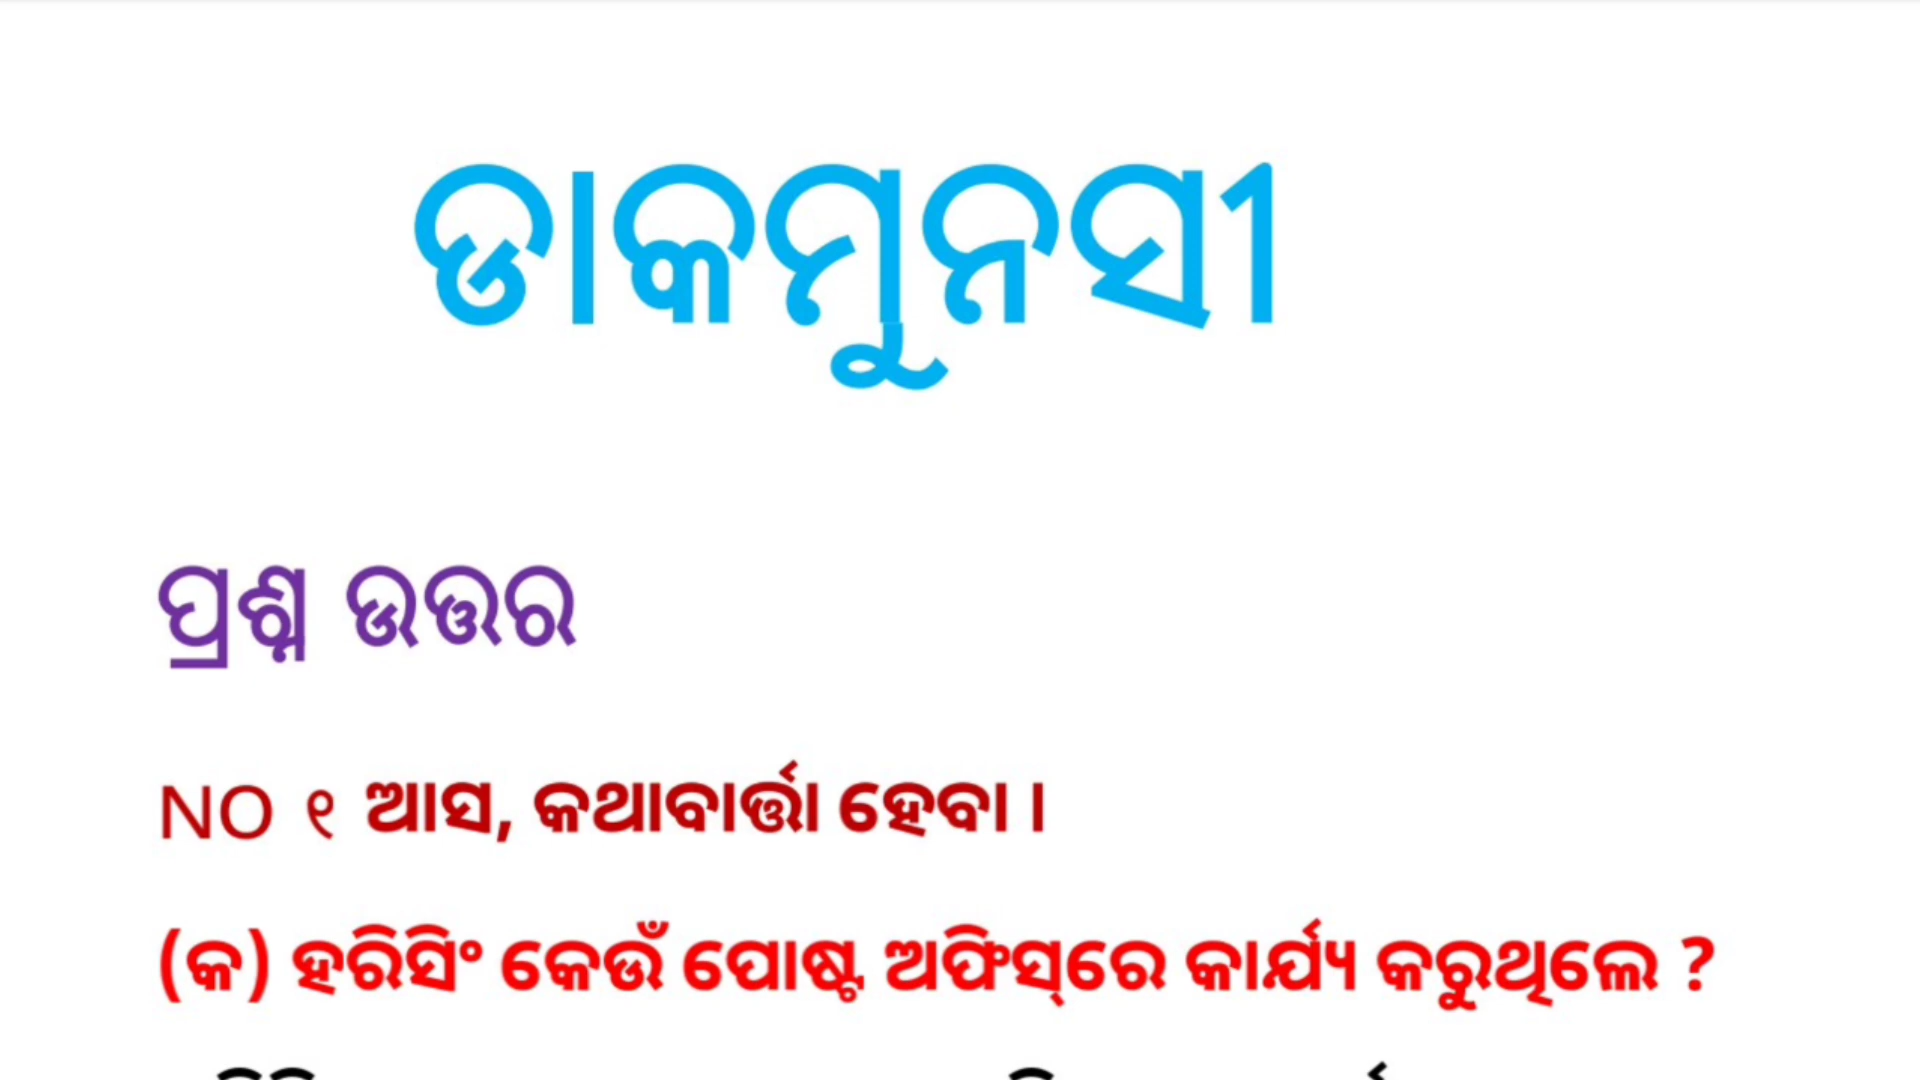 ଡାକମୁନସୀ
ପ୍ରଶ୍ନ ଉତ୍ତର
NO ୧ ଆସ, କଥାବାର୍ତ୍ତା ହେବା ।
(କ) ହରିସିଂ କେଉଁ ପୋଷ୍ଟ ଅଫିସ୍‌ରେ କାର୍ଯ୍ୟ କରୁଥିଲେ ?